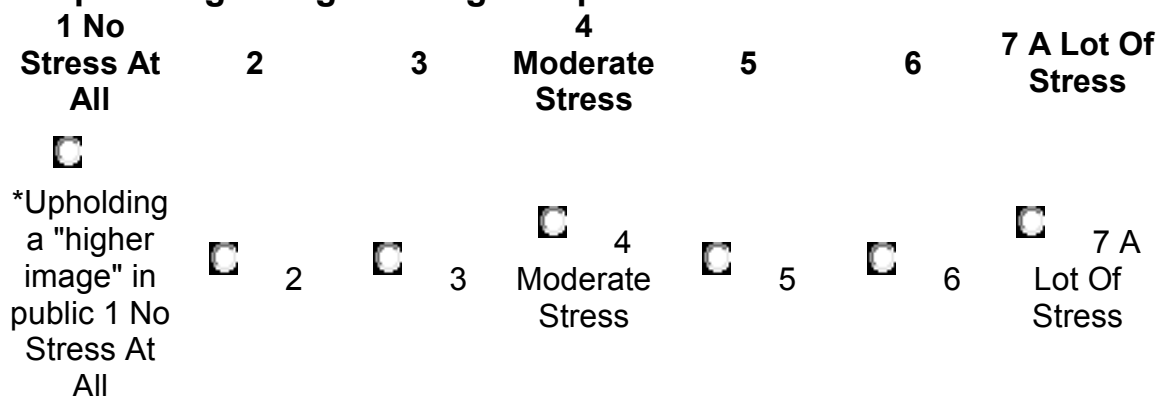 1 No
Stress At
All
2
3
4
Moderate
Stress
5
6
7 A Lot Of
Stress
*Upholding
a "higher
image" in
public 1 No
Stress At
All
2
3
4
Moderate
Stress
5
6
7 A
Lot Of
Stress